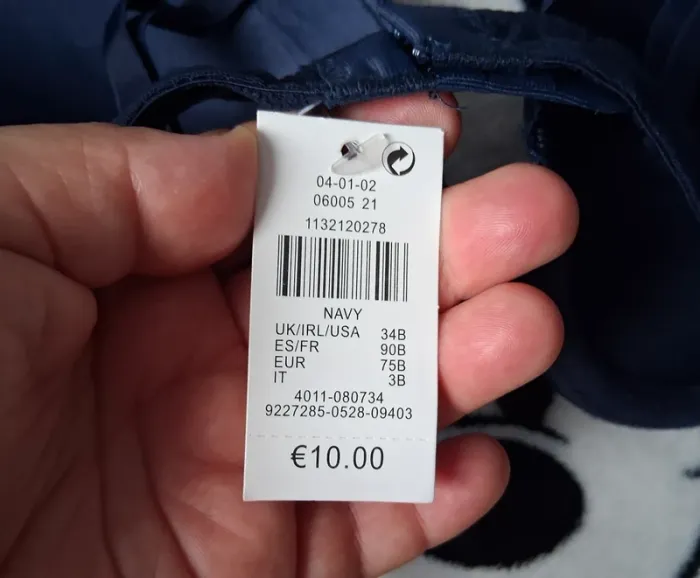 04-01-02
06005 21
1132120278
NAVY
UK/IRL/USA 34B
ES/FR 90B
EUR 75B
IT 3B
4011-080734
9227285-0528-09403
€10.00